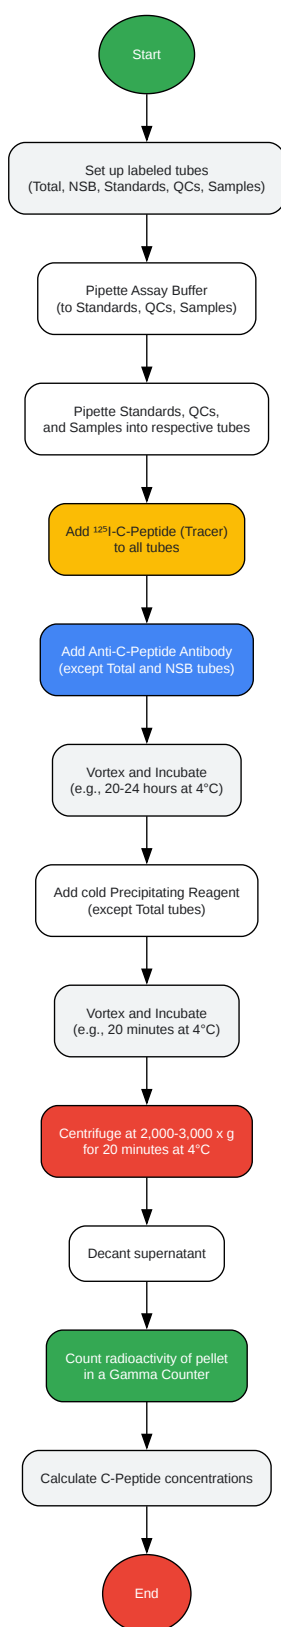 Start
Set up labeled tubes
(Total, NSB, Standards, QCs, Samples)
Pipette Assay Buffer
(to Standards, QCs, Samples)
Pipette Standards, QCs,
and Samples into respective tubes
Add ¹²⁵I-C-Peptide (Tracer)
to all tubes
Add Anti-C-Peptide Antibody
(except Total and NSB tubes)
Vortex and Incubate
(e.g., 20-24 hours at 4°C)
Add cold Precipitating Reagent
(except Total tubes)
Vortex and Incubate
(e.g., 20 minutes at 4°C)
Centrifuge at 2,000-3,000 x g
for 20 minutes at 4°C
Decant supernatant
Count radioactivity of pellet
in a Gamma Counter
Calculate C-Peptide concentrations
End